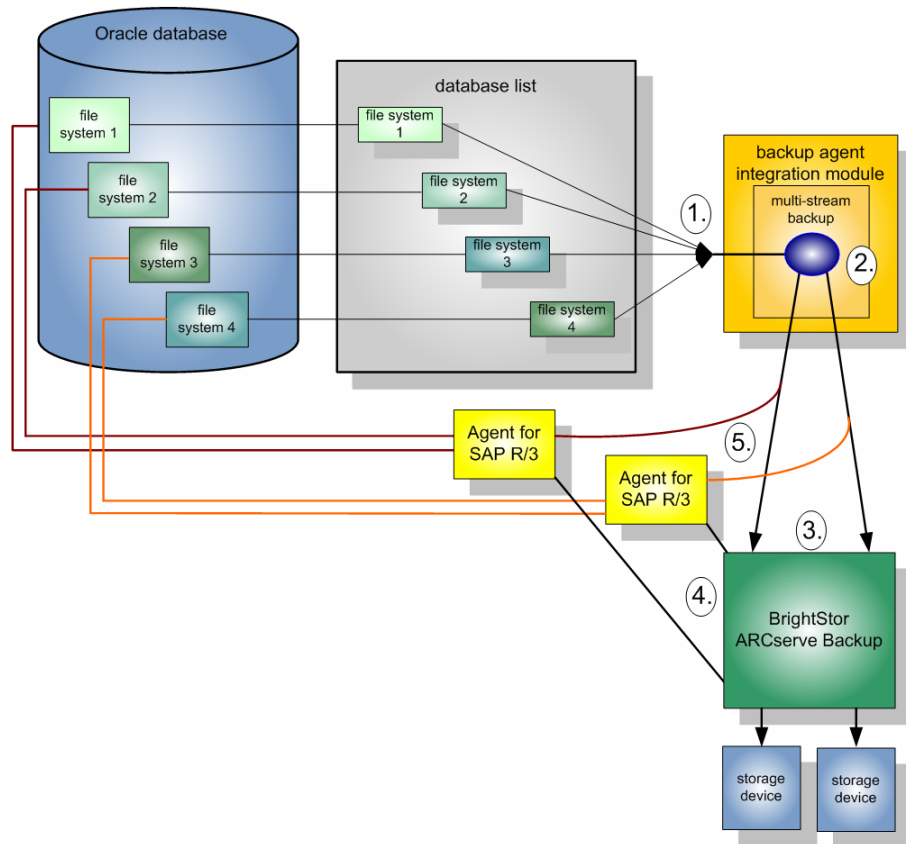 Oracle database
file
system 1
file
system 2
file
system 3
file
system 4
database list
file system
1
file system
2
file system
3
file system
4
1.
backup agent
integration module
multi-stream
backup
2.
Agent for
SAP R/3
Agent for
SAP R/3
5.
3.
4.
BrightStor
ARCserve Backup
storage
device
storage
device